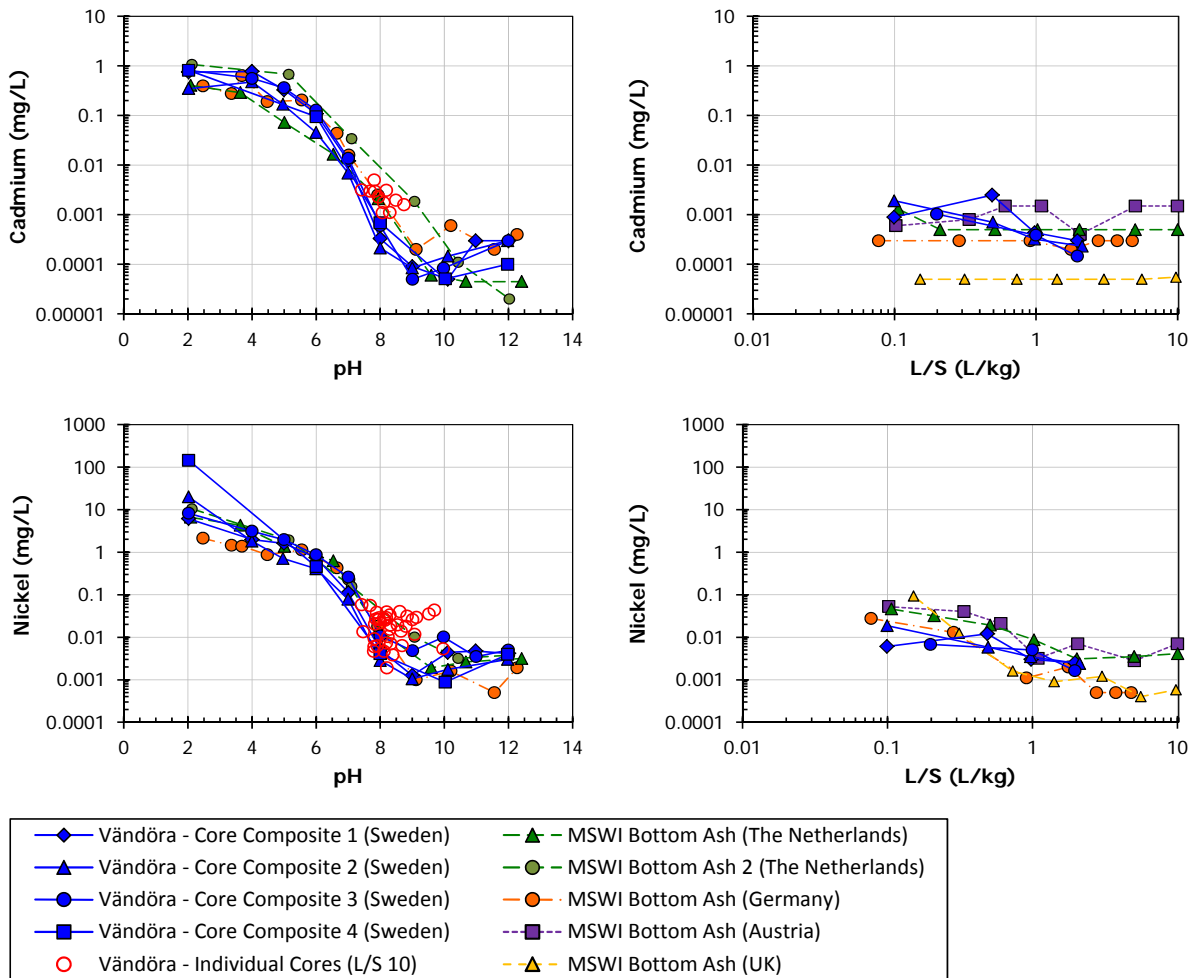 10
1
0.1
0.01
0.001
0.0001
0.00001
Cadmium (mg/L)
0 2 4 6 8 10 12 14
pH
10
1
0.1
0.01
0.001
0.0001
0.00001
Cadmium (mg/L)
0.01 0.1 1 10
L/S (L/kg)
1000
100
10
1
0.1
0.01
0.001
0.0001
Nickel (mg/L)
0 2 4 6 8 10 12 14
pH
1000
100
10
1
0.1
0.01
0.001
0.0001
Nickel (mg/L)
0.01 0.1 1 10
L/S (L/kg)
Vändöra - Core Composite 1 (Sweden)
Vändöra - Core Composite 2 (Sweden)
Vändöra - Core Composite 3 (Sweden)
Vändöra - Core Composite 4 (Sweden)
Vändöra - Individual Cores (L/S 10)
MSWI Bottom Ash (The Netherlands)
MSWI Bottom Ash 2 (The Netherlands)
MSWI Bottom Ash (Germany)
MSWI Bottom Ash (Austria)
MSWI Bottom Ash (UK)